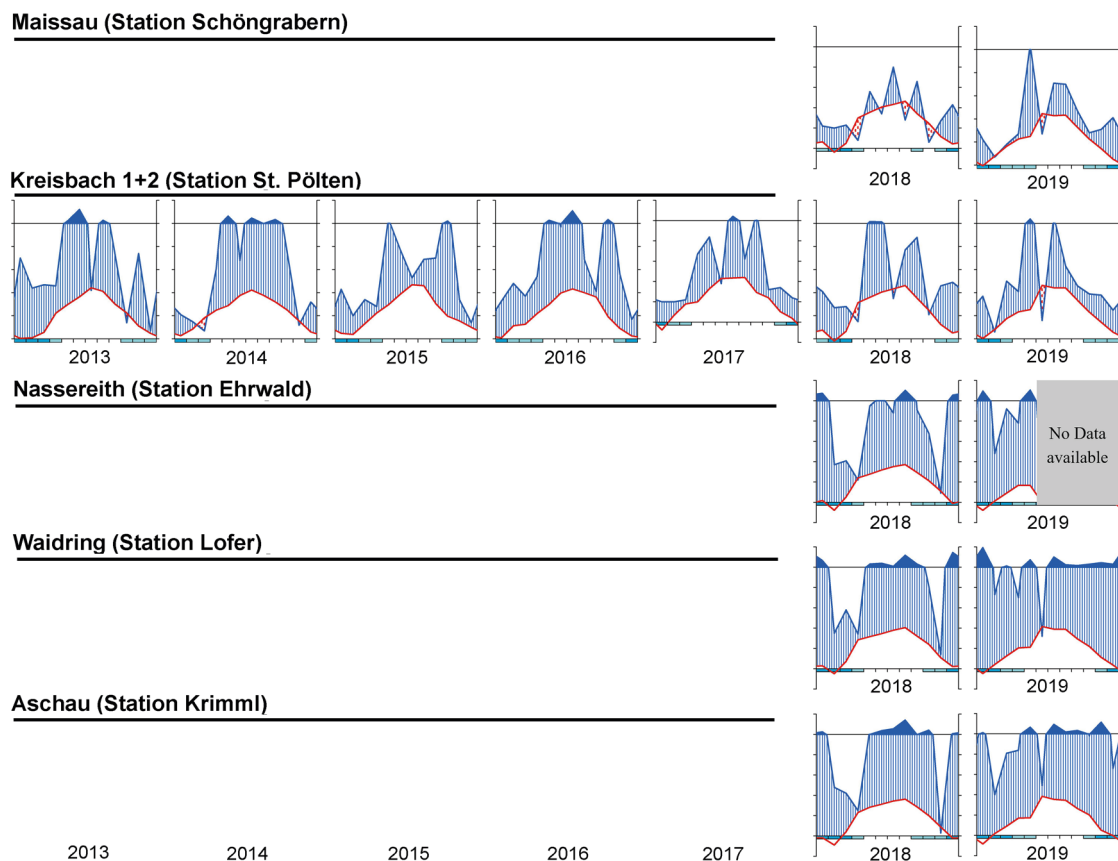 Maissau (Station Schöngrabern)
2018
2019
Kreisbach 1+2 (Station St. Pölten)
2013
2014
2015
2016
2017
2018
2019
Nassereith (Station Ehrwald)
No Data
available
2018
2019
Waidring (Station Lofer)
2018
2019
Aschau (Station Krimml)
2013
2014
2015
2016
2017
2018
2019